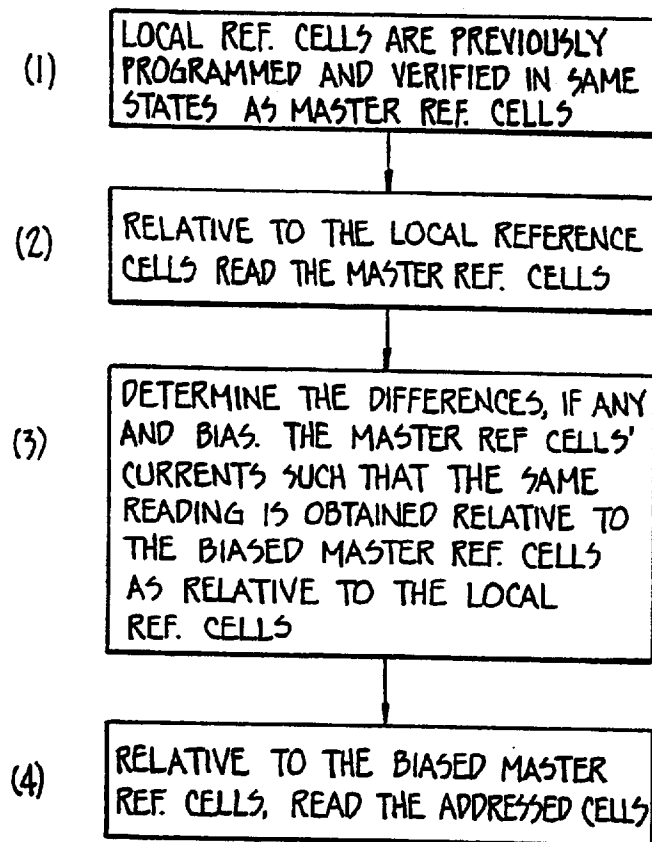 (1)
LOCAL REF. CELLS ARE PREVIOUSLY
PROGRAMMED AND VERIFIED IN SAME
STATES AS MASTER REF. CELLS
(2)
RELATIVE TO THE LOCAL REFERENCE
CELLS READ THE MASTER REF. CELLS
(3)
DETERMINE THE DIFFERENCES, IF ANY
AND BIAS. THE MASTER REF CELLS'
CURRENTS SUCH THAT THE SAME
READING IS OBTAINED RELATIVE TO
THE BIASED MASTER REF. CELLS
AS RELATIVE TO THE LOCAL
REF. CELLS
(4)
RELATIVE TO THE BIASED MASTER
REF. CELLS, READ THE ADDRESSED CELLS